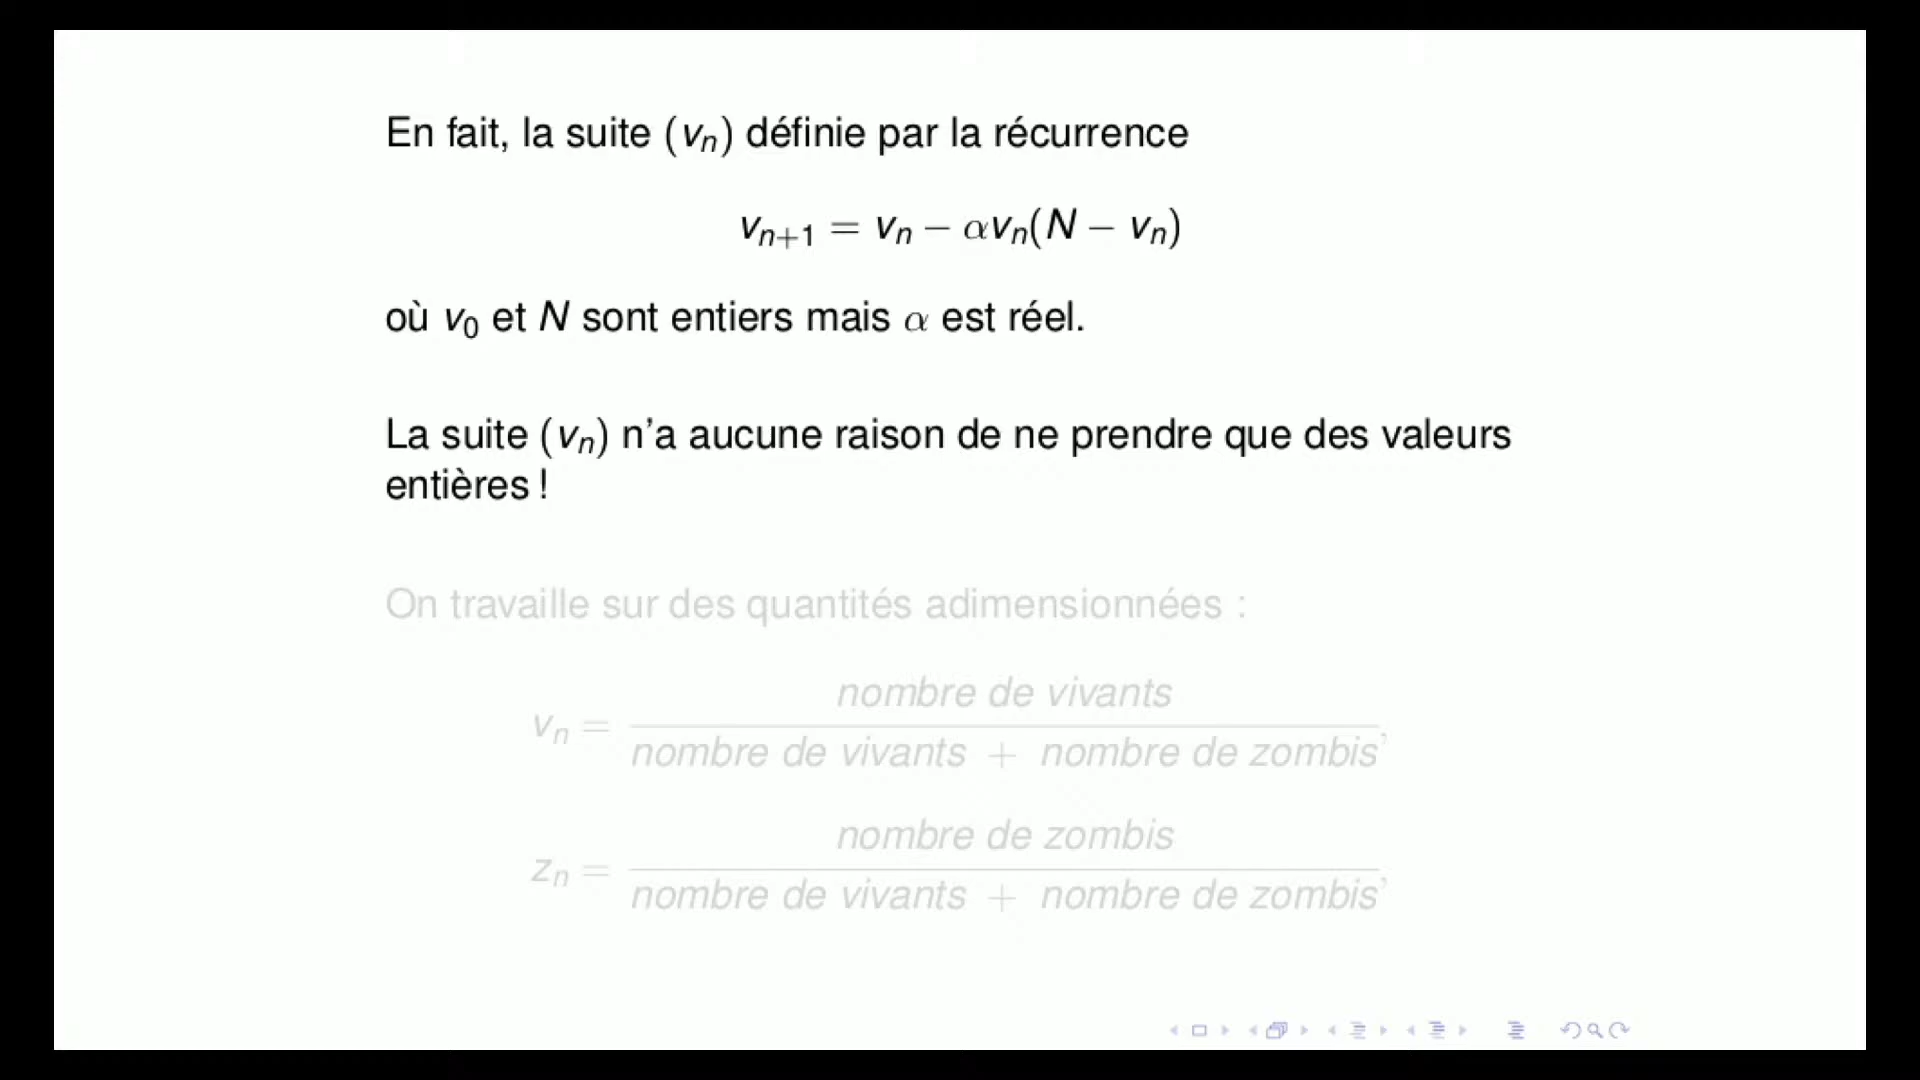 En fait, la suite (vₙ) définie par la récurrence
vₙ₊₁ = vₙ − αvₙ(N − vₙ)
où v₀ et N sont entiers mais α est réel.
La suite (vₙ) n'a aucune raison de ne prendre que des valeurs
entières !
On travaille sur des quantités adimensionnées :
nombre de vivants
vₙ =
nombre de vivants + nombre de zombis,
nombre de zombis
zₙ =
nombre de vivants + nombre de zombis,